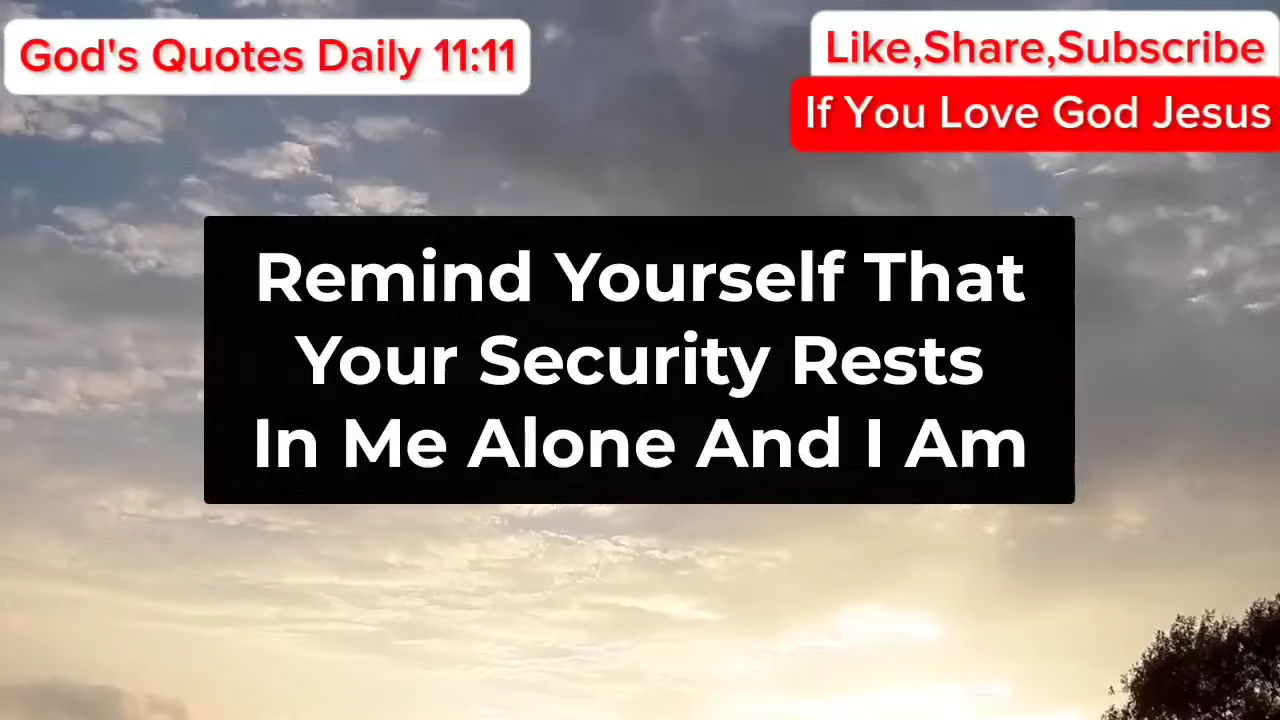 God's Quotes Daily 11:11
Like,Share,Subscribe
If You Love God Jesus
Remind Yourself That
Your Security Rests
In Me Alone And I Am